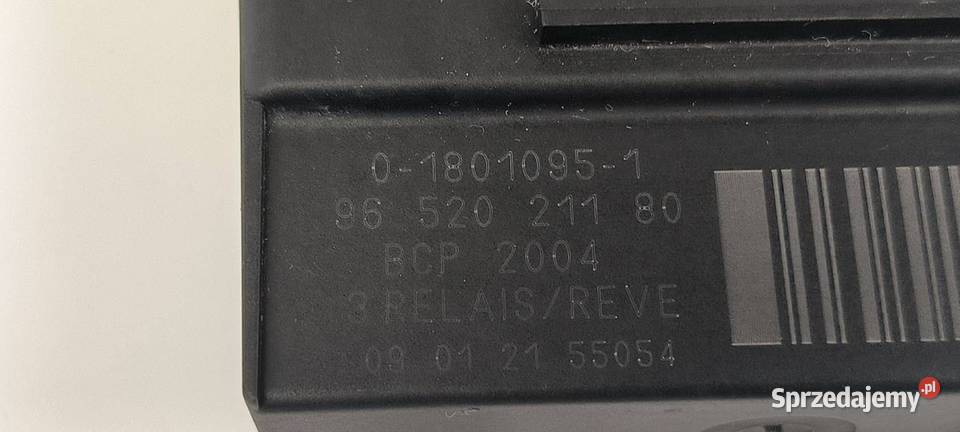 0-1801095-1
96 520 211 80
BCP 2004
3 RELAIS/REVE
09 01 21 55054
Sprzedajemy.pl